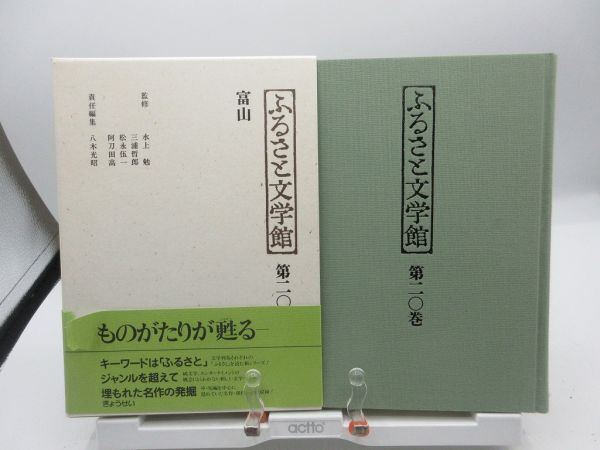 ふるさと文学館 第二〇
富山
監修
水上 勉
三浦哲郎
松永伍一
阿刀田高
責任編集
八木光昭
ものがたりが甦る
キーワードは「ふるさと」
ジャンルを超えて
埋もれた名作の発掘
ぎょうせい
ふるさと文学館 第二〇巻
actto